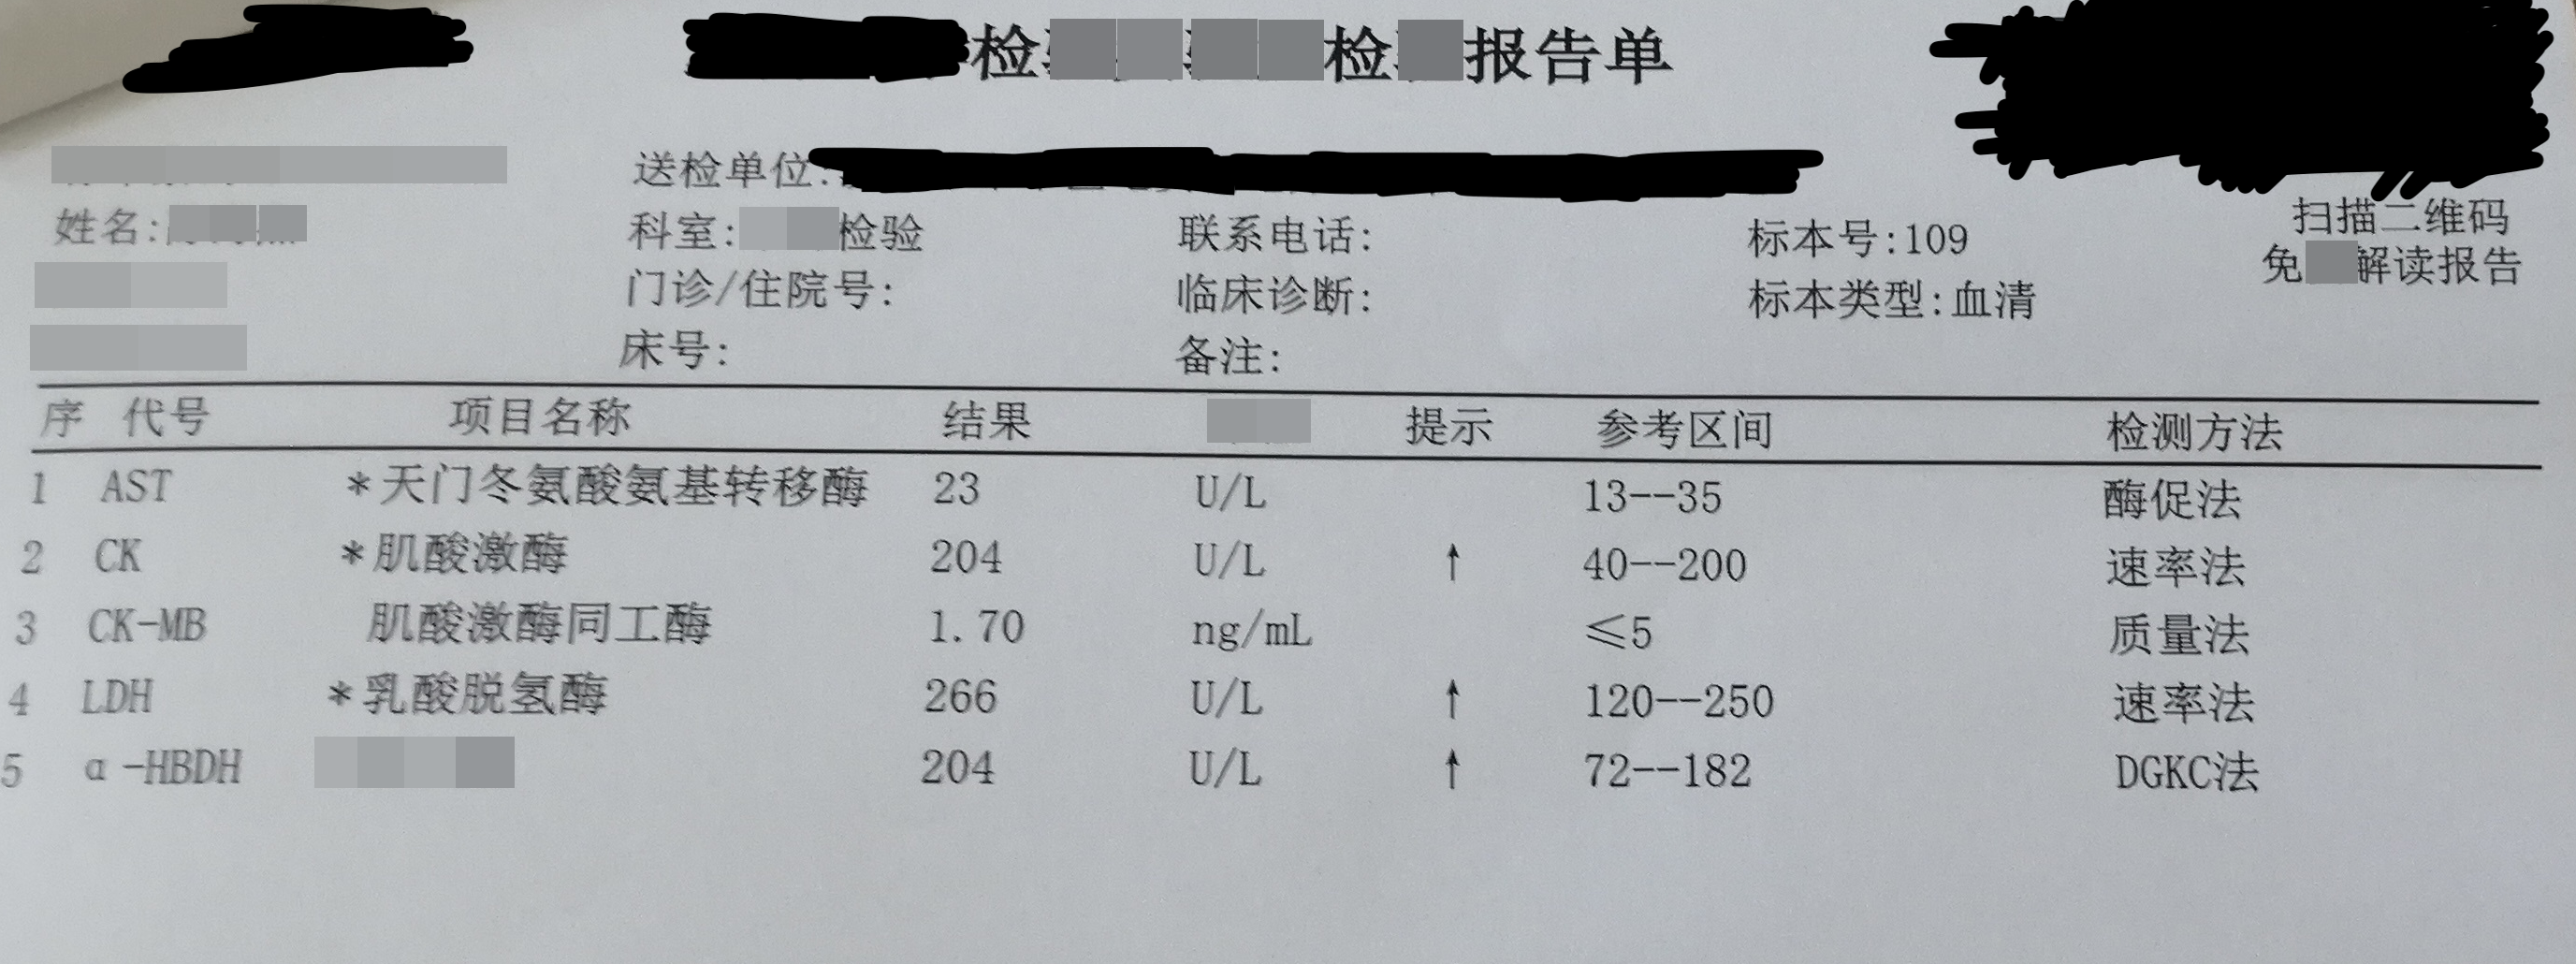 检 检 报告单
送检单位:
姓名: 科室: 检验 联系电话: 标本号:109 扫描二维码
门诊/住院号: 临床诊断: 标本类型:血清 免 解读报告
床号: 备注:
序 代号 项目名称 结果 提示 参考区间 检测方法
1 AST *天门冬氨酸氨基转移酶 23 U/L 13--35 酶促法
2 CK *肌酸激酶 204 U/L ↑ 40--200 速率法
3 CK-MB 肌酸激酶同工酶 1.70 ng/mL ≤5 质量法
4 LDH *乳酸脱氢酶 266 U/L ↑ 120--250 速率法
5 α-HBDH 204 U/L ↑ 72--182 DGKC法